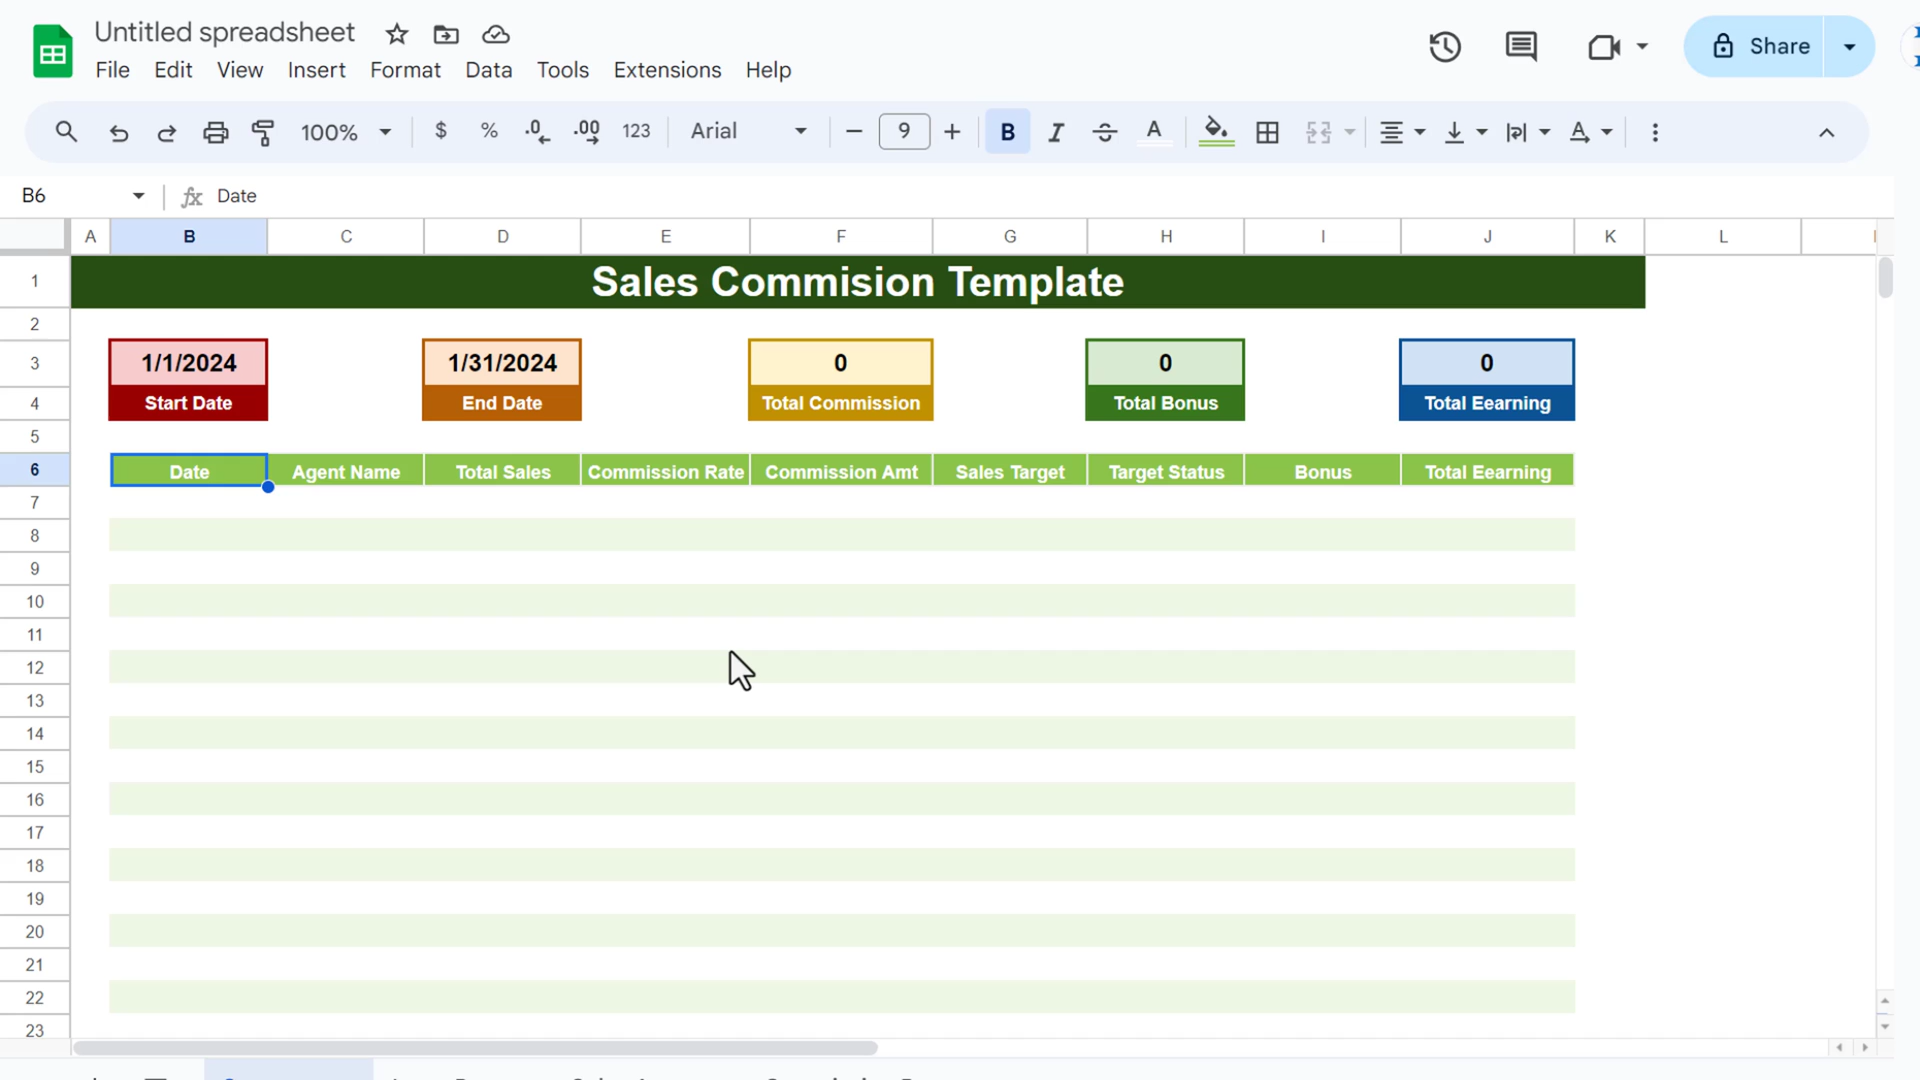 Untitled spreadsheet
File Edit View Insert Format Data Tools Extensions Help
Share
100% $ % .0 .00 123 Arial 9 B I S A
B6 fx Date
A B C D E F G H I J K L
1 Sales Commision Template
2
3 1/1/2024 1/31/2024 0 0 0
4 Start Date End Date Total Commission Total Bonus Total Eearning
5
6 Date Agent Name Total Sales Commission Rate Commission Amt Sales Target Target Status Bonus Total Eearning
7
8
9
10
11
12
13
14
15
16
17
18
19
20
21
22
23